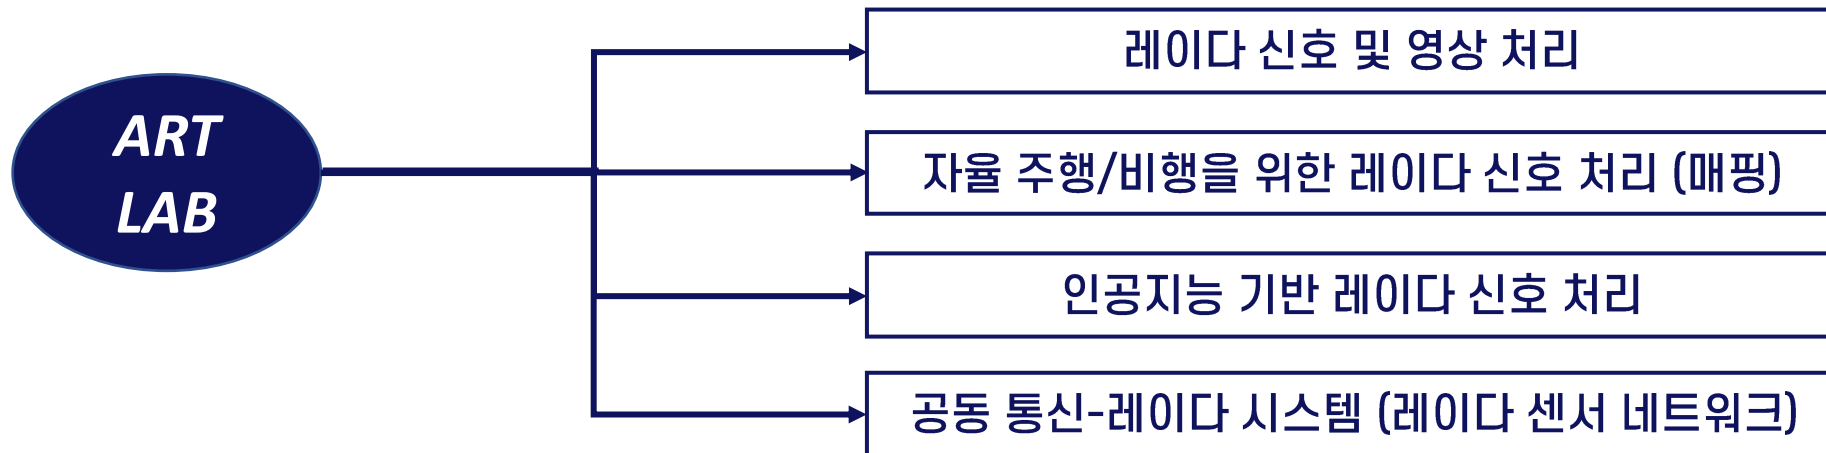 ART
LAB
레이다 신호 및 영상 처리
자율 주행/비행을 위한 레이다 신호 처리 (매핑)
인공지능 기반 레이다 신호 처리
공동 통신-레이다 시스템 (레이다 센서 네트워크)